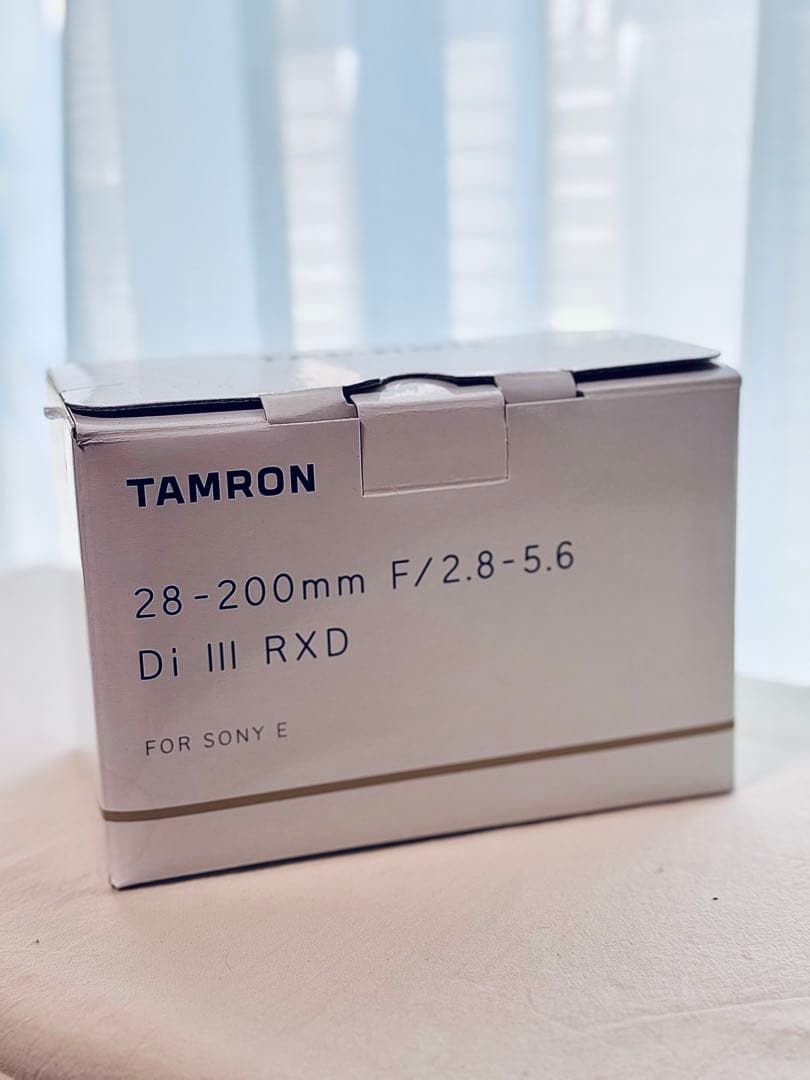 TAMRON
28-200mm F/2.8-5.6
Di III RXD
FOR SONY E